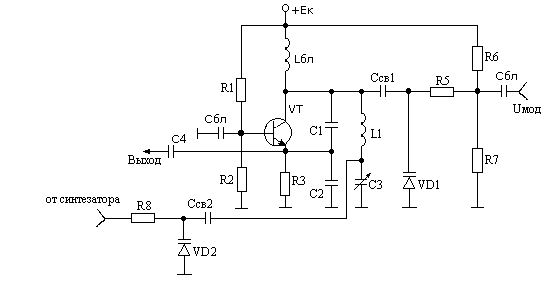 +Eк
Lбл
R6
R1
Cсв1
R5
Cбл
VT
Uмод
Cбл
C1
L1
C4
Выход
R2
R3
C2
C3
VD1
R7
от синтезатора
R8
Cсв2
VD2